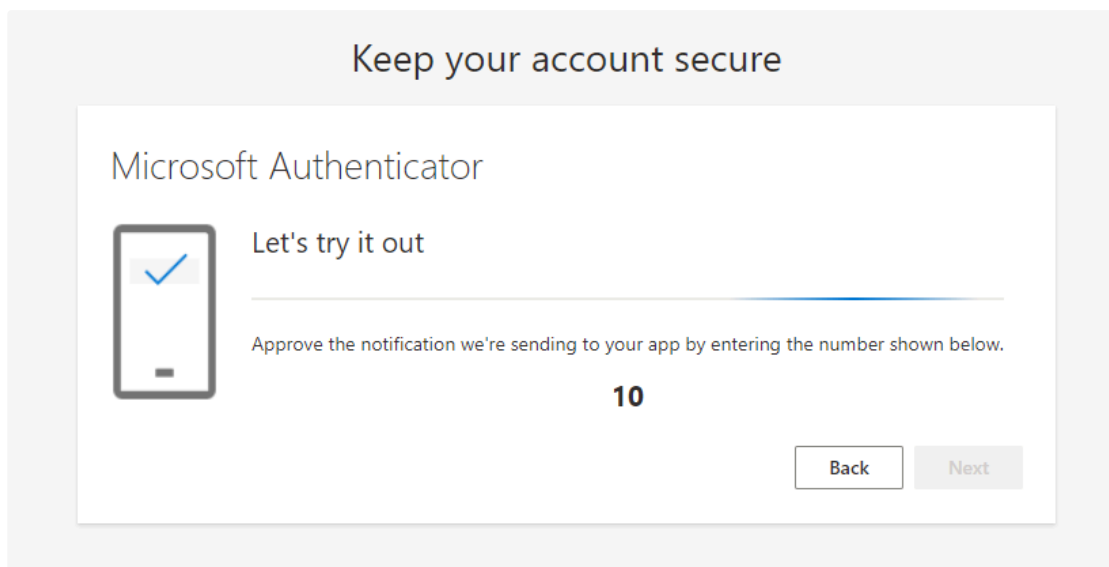 Keep your account secure
Microsoft Authenticator
Let's try it out
Approve the notification we're sending to your app by entering the number shown below.
10
Back
Next